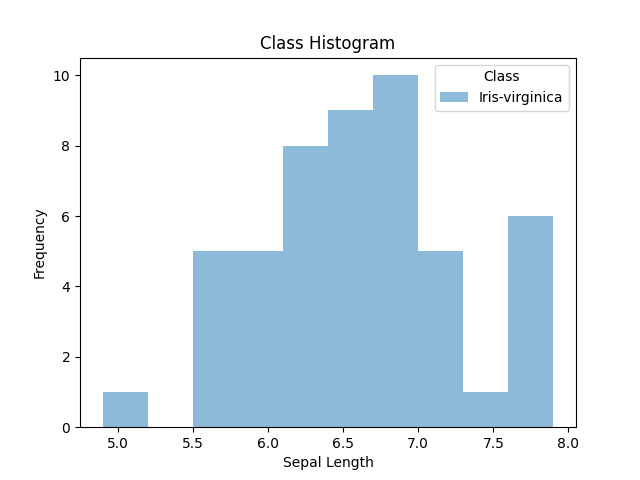 Class Histogram
Class
Iris-virginica
Frequency
10
8
6
4
2
0
5.0 5.5 6.0 6.5 7.0 7.5 8.0
Sepal Length